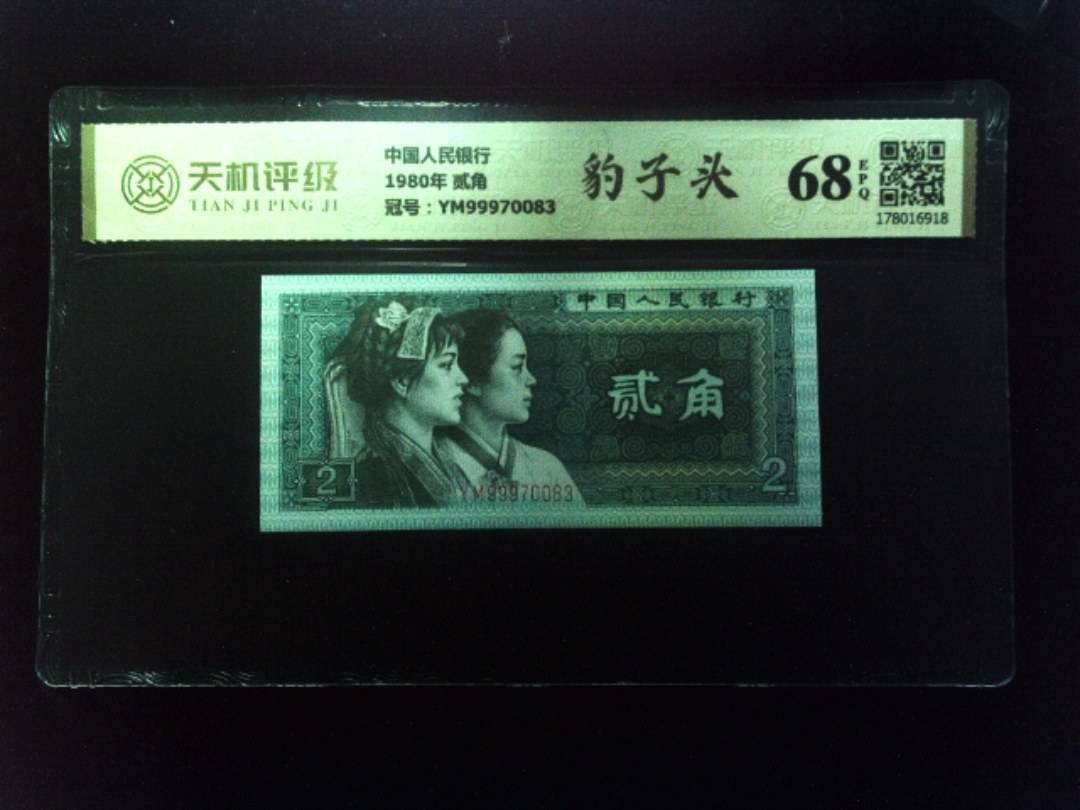 天机评级
TIAN JI PING JI
中国人民银行
1980年 贰角
冠号：YM99970083
豹子头
68 EPQ
178016918
中国人民银行
贰角
2
2
YM99970083